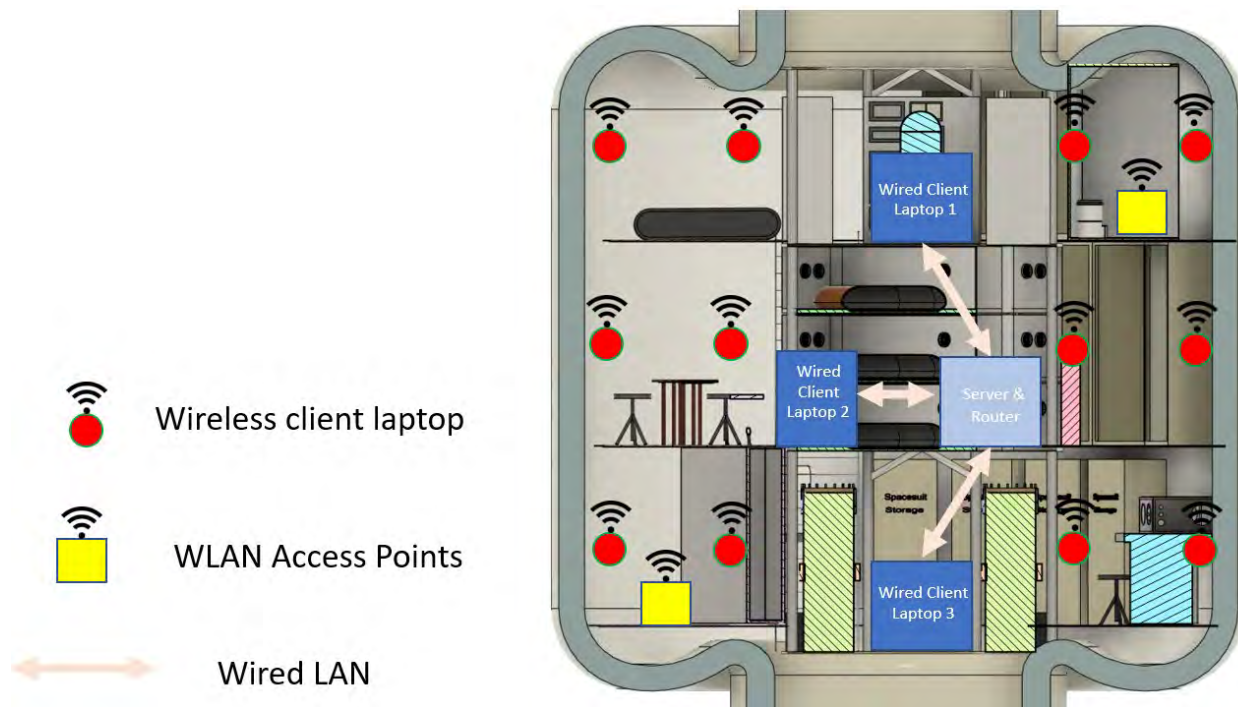 Wired Client
Laptop 1
Wired
Client
Laptop 2
Server &
Router
Wireless client laptop
Spacesuit
Storage
Storage
WLAN Access Points
Wired Client
Laptop 3
Wired LAN